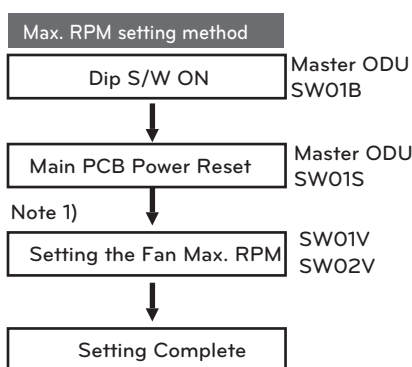 Max. RPM setting method
Dip S/W ON
Master ODU
SW01B
Main PCB Power Reset
Master ODU
SW01S
Note 1)
Setting the Fan Max. RPM
SW01V
SW02V
Setting Complete